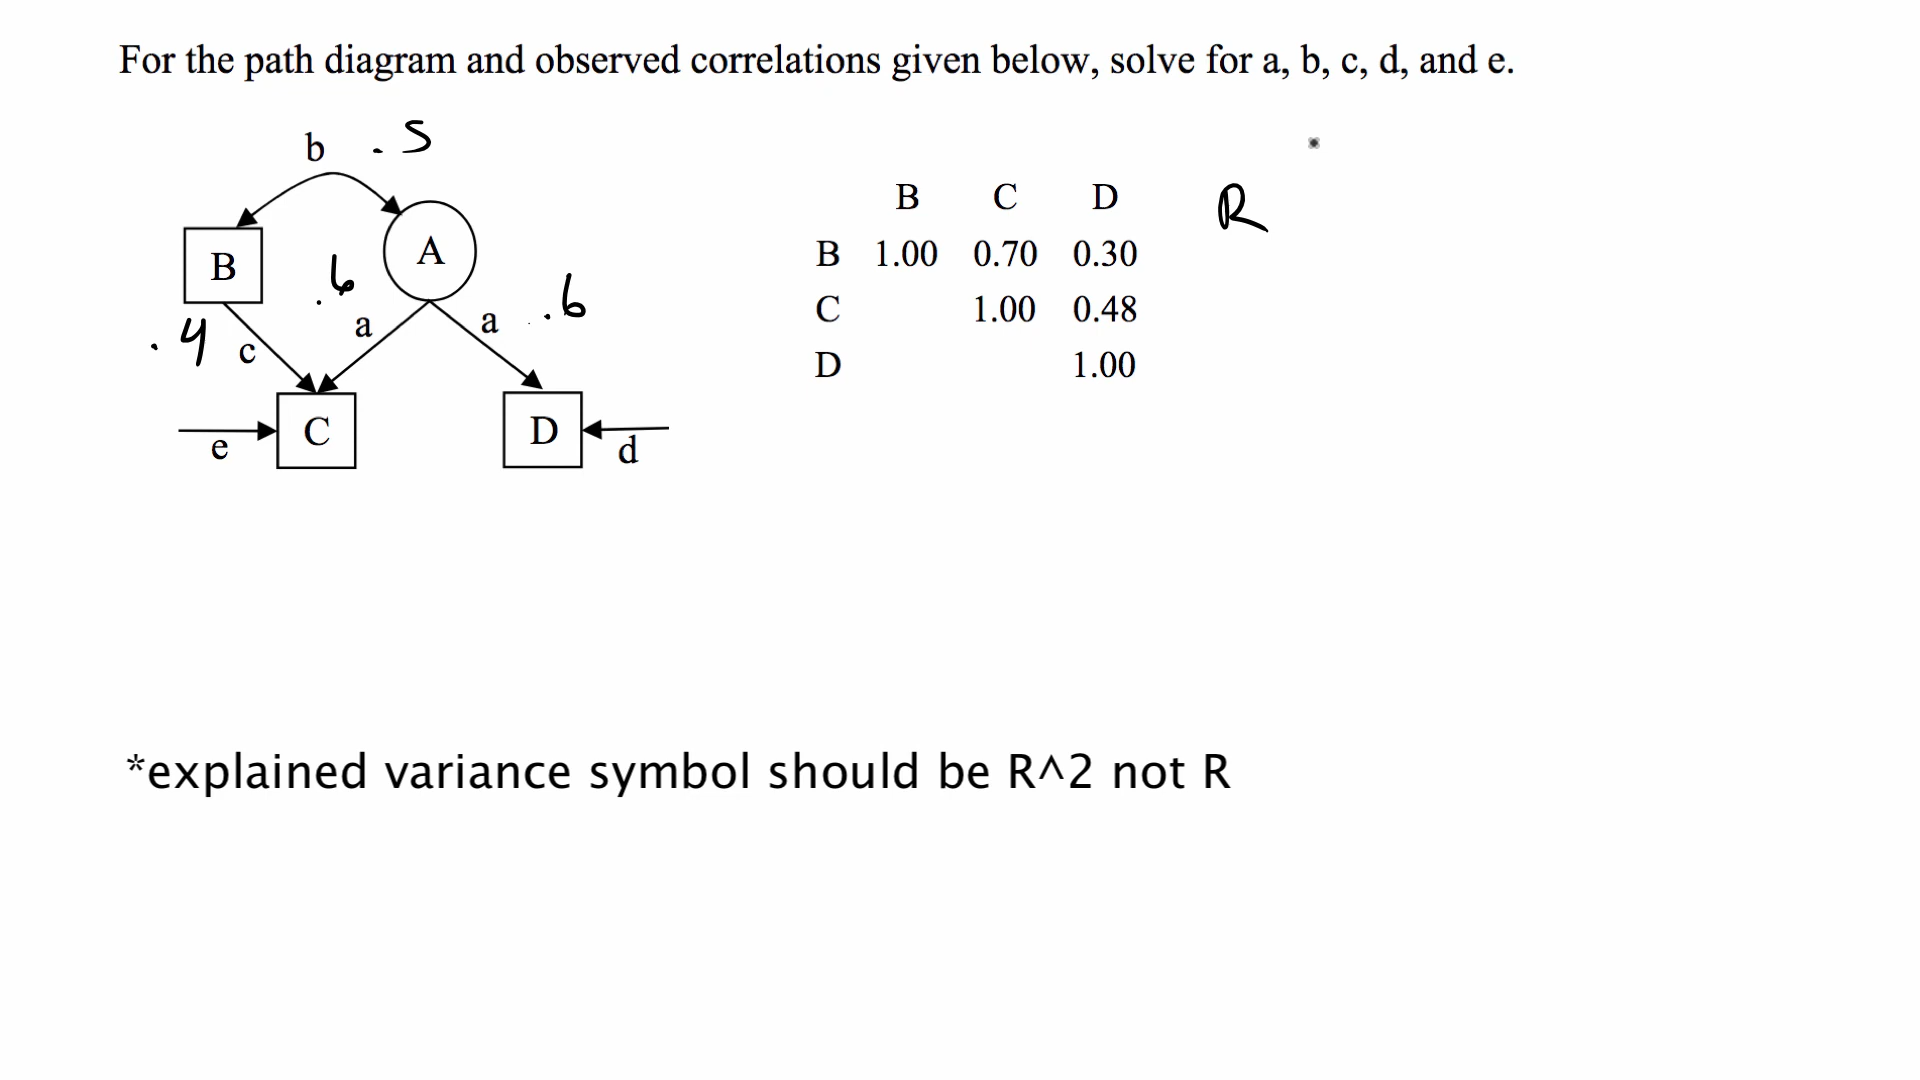 For the path diagram and observed correlations given below, solve for a, b, c, d, and e.
b .5
B C D R
B 1.00 0.70 0.30
B .6 A
C 1.00 0.48
.4 c a a .6
D 1.00
C D
e d
*explained variance symbol should be R^2 not R